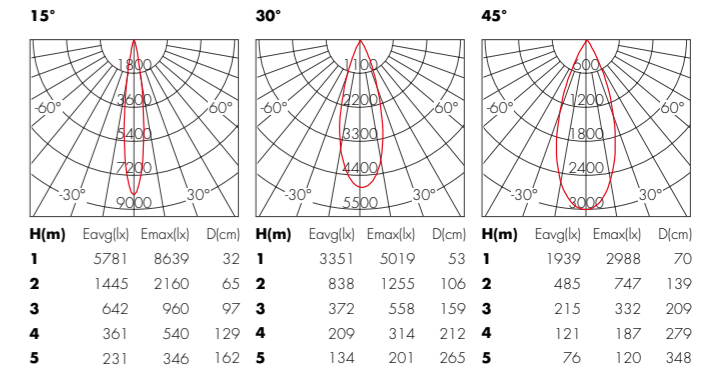 15° 30° 45°
1800 1100 600
3600 2200 1200
-60° 60° -60° 60° -60° 60°
5400 3300 1800
7200 4400 2400
-30° 30° -30° 30° -30° 30°
9000 5500 3000
H(m) Eavg(lx) Emax(lx) D(cm) H(m) Eavg(lx) Emax(lx) D(cm) H(m) Eavg(lx) Emax(lx) D(cm)
1 5781 8639 32 1 3351 5019 53 1 1939 2988 70
2 1445 2160 65 2 838 1255 106 2 485 747 139
3 642 960 97 3 372 558 159 3 215 332 209
4 361 540 129 4 209 314 212 4 121 187 279
5 231 346 162 5 134 201 265 5 76 120 348